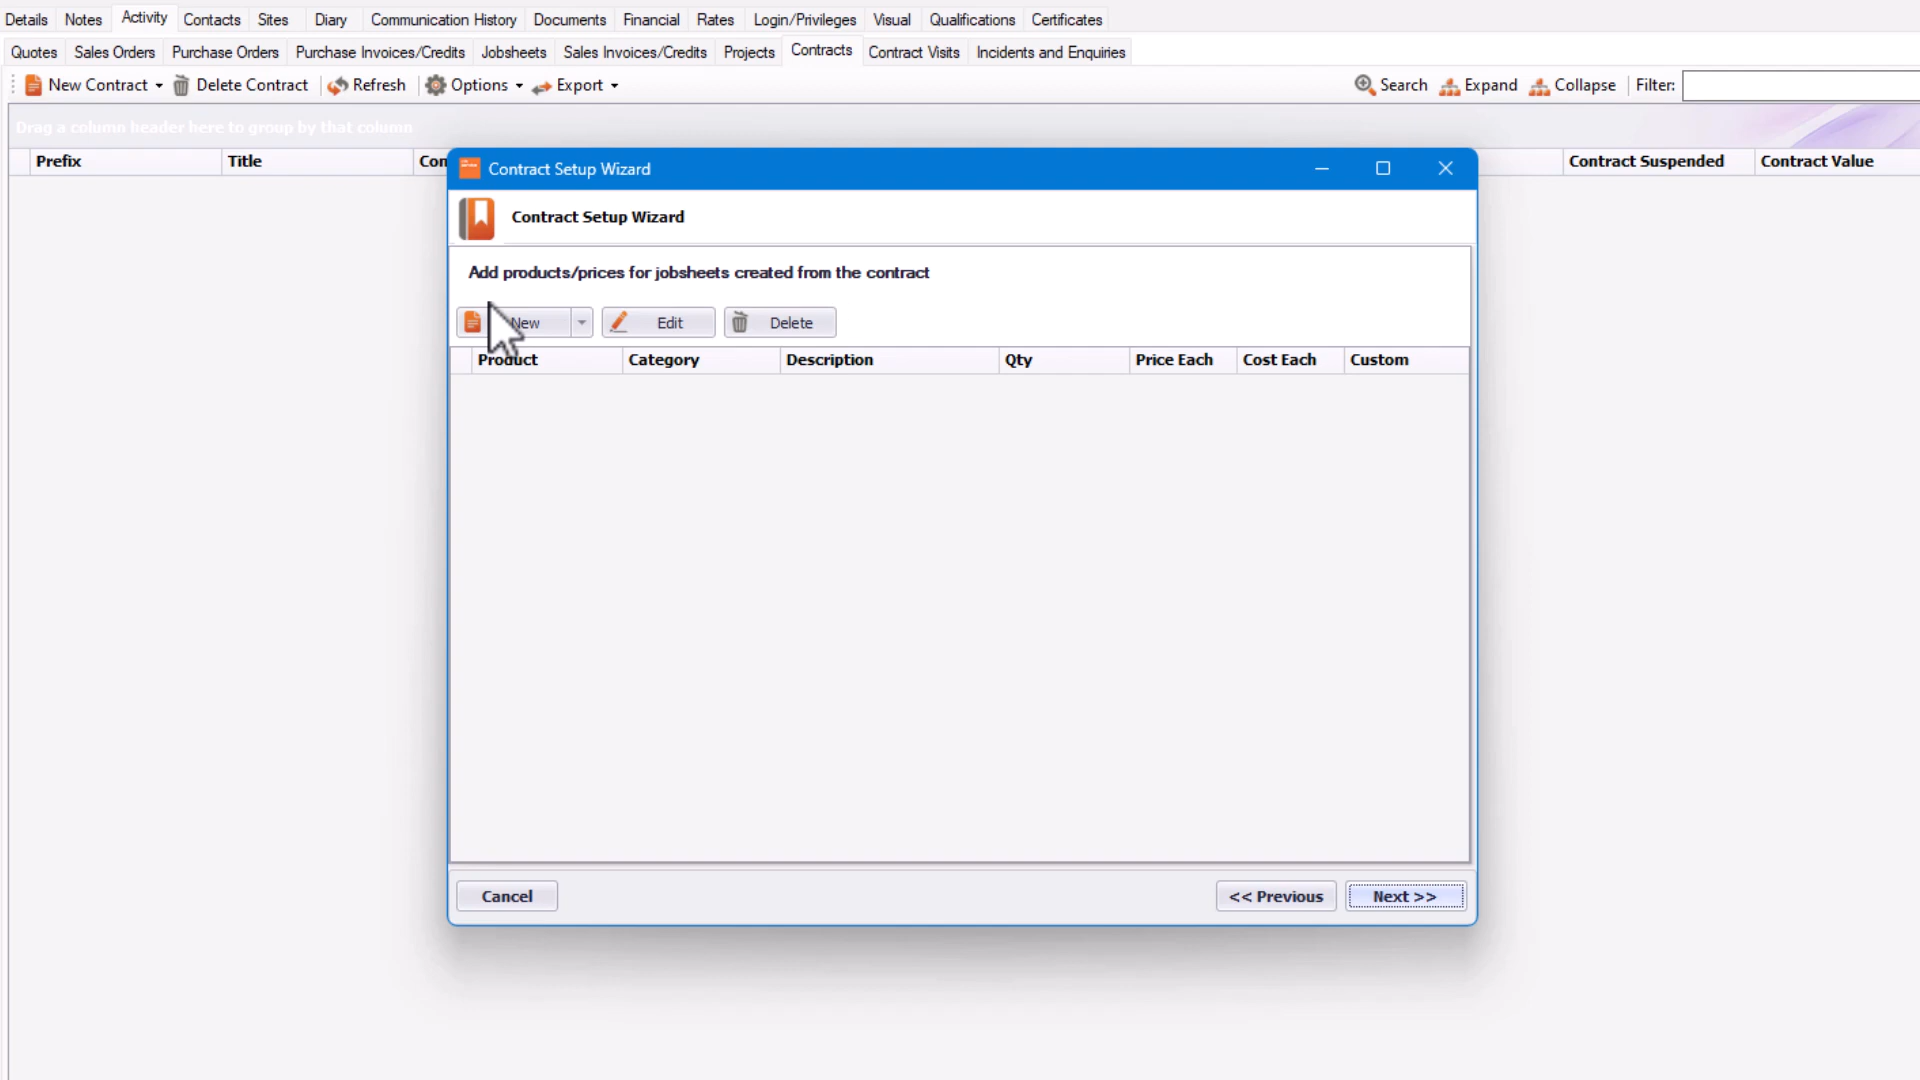 Details Notes Activity Contacts Sites Diary Communication History Documents Financial Rates Login/Privileges Visual Qualifications Certificates
Quotes Sales Orders Purchase Orders Purchase Invoices/Credits Jobsheets Sales Invoices/Credits Projects Contracts Contract Visits Incidents and Enquiries
New Contract Delete Contract Refresh Options Export Search Expand Collapse Filter:
Drag a column header here to group by that column
Prefix Title Con Contract Suspended Contract Value
Contract Setup Wizard
Contract Setup Wizard
Add products/prices for jobsheets created from the contract
New Edit Delete
Product Category Description Qty Price Each Cost Each Custom
Cancel << Previous Next >>